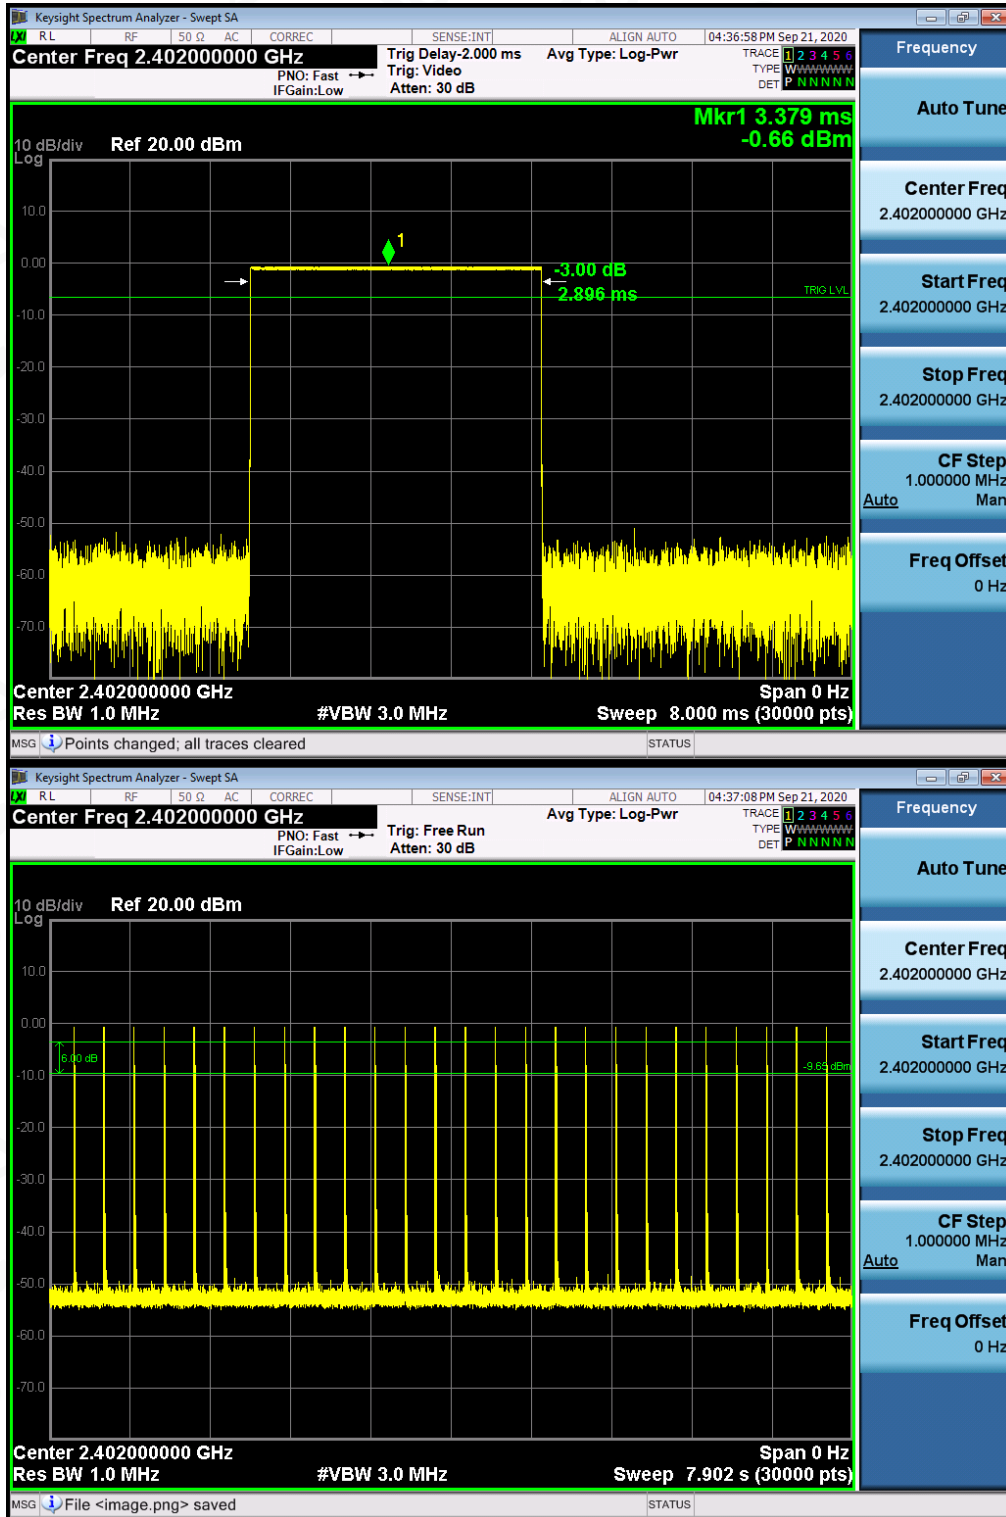 Keysight Spectrum Analyzer - Swept SA
LXI RL RF 50 Ω AC CORREC SENSE:INT ALIGN AUTO 04:36:58 PM Sep 21, 2020
Center Freq 2.402000000 GHz
PNO: Fast
IFGain:Low
Trig Delay-2.000 ms
Trig: Video
Atten: 30 dB
Avg Type: Log-Pwr
TRACE 1 2 3 4 5 6
TYPE WWWWWW
DET P N N N N N
Frequency
Mkr1 3.379 ms
-0.66 dBm
10 dB/div Ref 20.00 dBm
Log
10.0
0.00
-10.0
-20.0
-30.0
-40.0
-50.0
-60.0
-70.0
1
-3.00 dB
2.896 ms
TRIG LVL
Center 2.402000000 GHz Span 0 Hz
Res BW 1.0 MHz #VBW 3.0 MHz Sweep 8.000 ms (30000 pts)
MSG Points changed; all traces cleared STATUS
Auto Tune
Center Freq
2.402000000 GHz
Start Freq
2.402000000 GHz
Stop Freq
2.402000000 GHz
CF Step
1.000000 MHz
Auto Man
Freq Offset
0 Hz
Keysight Spectrum Analyzer - Swept SA
LXI RL RF 50 Ω AC CORREC SENSE:INT ALIGN AUTO 04:37:08 PM Sep 21, 2020
Center Freq 2.402000000 GHz
PNO: Fast
IFGain:Low
Trig: Free Run
Atten: 30 dB
Avg Type: Log-Pwr
TRACE 1 2 3 4 5 6
TYPE WWWWWW
DET P N N N N N
Frequency
10 dB/div Ref 20.00 dBm
Log
10.0
0.00
-10.0
-20.0
-30.0
-40.0
-50.0
-60.0
-70.0
6.00 dB
-9.65 dBm
Center 2.402000000 GHz Span 0 Hz
Res BW 1.0 MHz #VBW 3.0 MHz Sweep 7.902 s (30000 pts)
MSG File <image.png> saved STATUS
Auto Tune
Center Freq
2.402000000 GHz
Start Freq
2.402000000 GHz
Stop Freq
2.402000000 GHz
CF Step
1.000000 MHz
Auto Man
Freq Offset
0 Hz